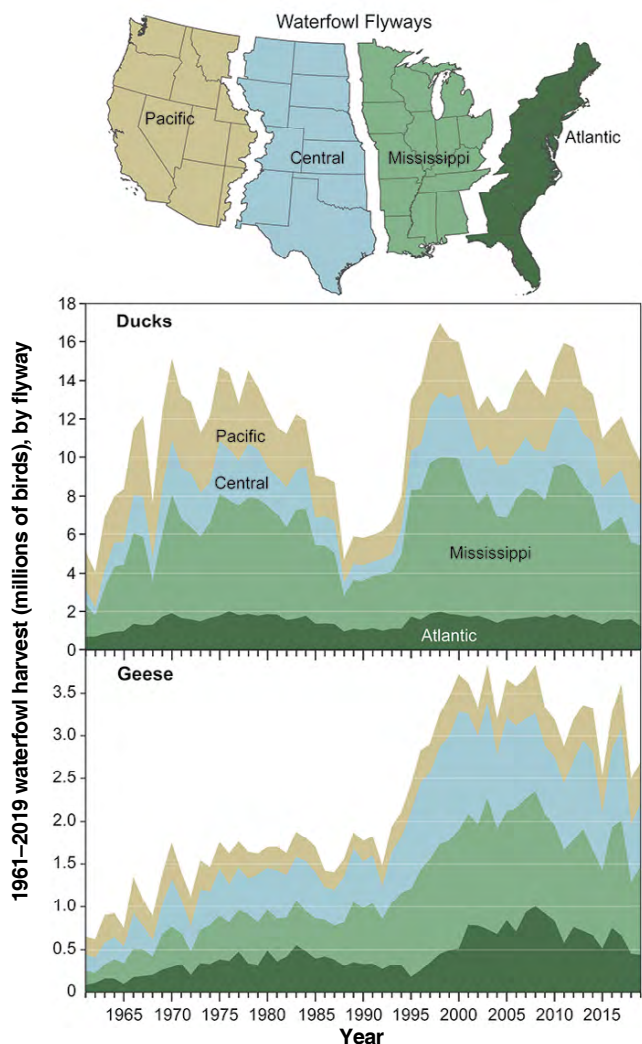 Waterfowl Flyways
Pacific
Central
Mississippi
Atlantic
1961–2019 waterfowl harvest (millions of birds), by flyway
18
Ducks
16
14
12
Pacific
10
Central
8
6
Mississippi
4
2
Atlantic
0
Geese
3.5
3.0
2.5
2.0
1.5
1.0
0.5
0
1965 1970 1975 1980 1985 1990 1995 2000 2005 2010 2015
Year